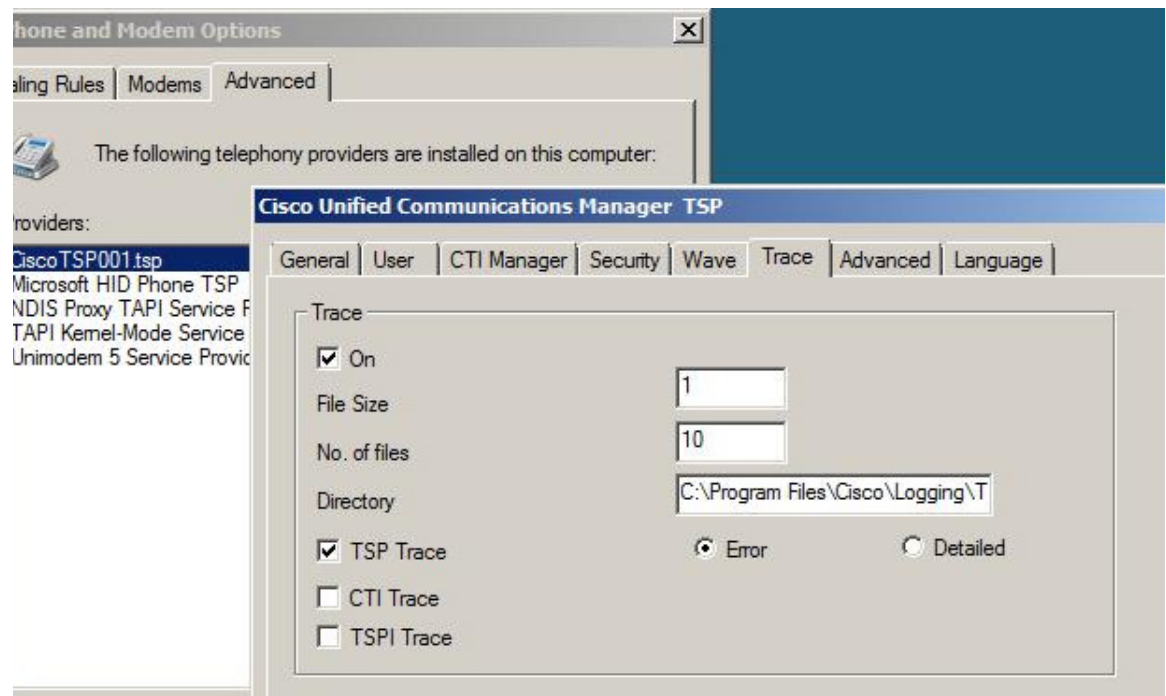 hone and Modem Options
aling Rules Modems Advanced
The following telephony providers are installed on this computer:
roviders:
CiscoTSP001.tsp
Microsoft HID Phone TSP
NDIS Proxy TAPI Service
TAPI Kernel-Mode Service
Unimodem 5 Service Provid
Cisco Unified Communications Manager TSP
General User CTI Manager Security Wave Trace Advanced Language
Trace
On
File Size 1
No. of files 10
Directory C:\Program Files\Cisco\Logging\T
TSP Trace Error Detailed
CTI Trace
TSPI Trace